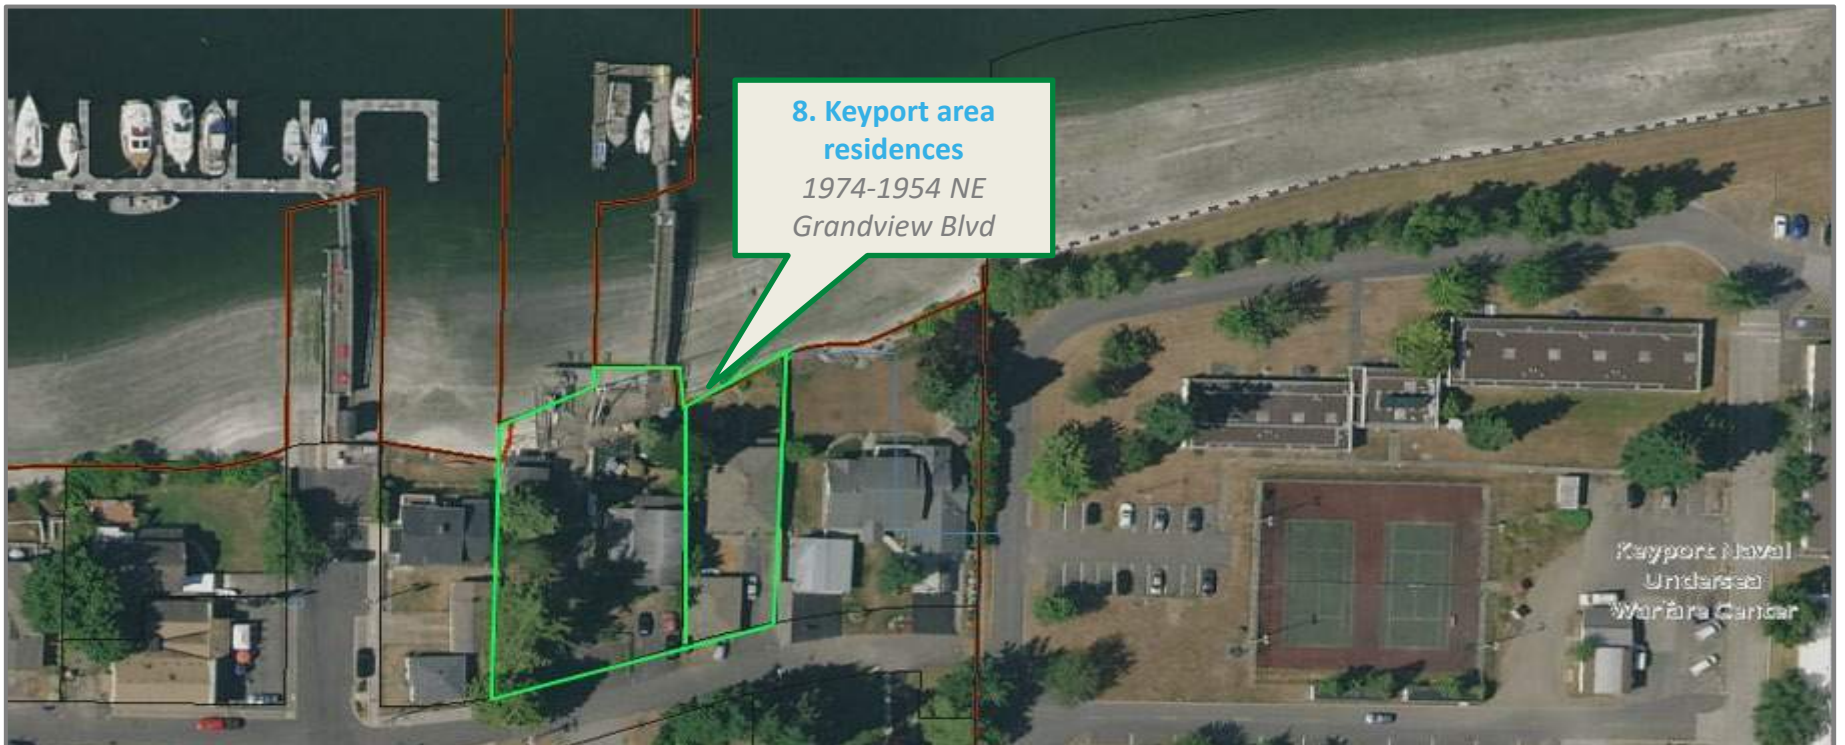 8. Keyport area
residences
1974-1954 NE
Grandview Blvd
Keyport Naval
Undersea
Warfare Center